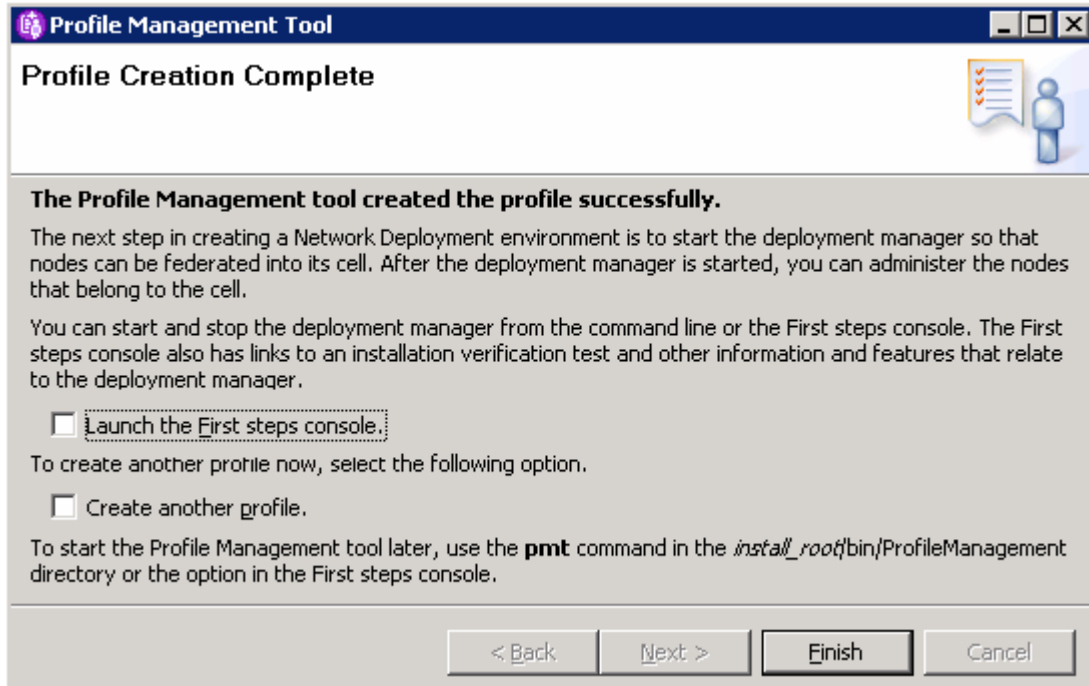 Profile Management Tool
Profile Creation Complete
The Profile Management tool created the profile successfully.
The next step in creating a Network Deployment environment is to start the deployment manager so that
nodes can be federated into its cell. After the deployment manager is started, you can administer the nodes
that belong to the cell.
You can start and stop the deployment manager from the command line or the First steps console. The First
steps console also has links to an installation verification test and other information and features that relate
to the deployment manager.
Launch the First steps console.
To create another profile now, select the following option.
Create another profile.
To start the Profile Management tool later, use the pmt command in the install_root/bin/ProfileManagement
directory or the option in the First steps console.
< Back Next > Finish Cancel